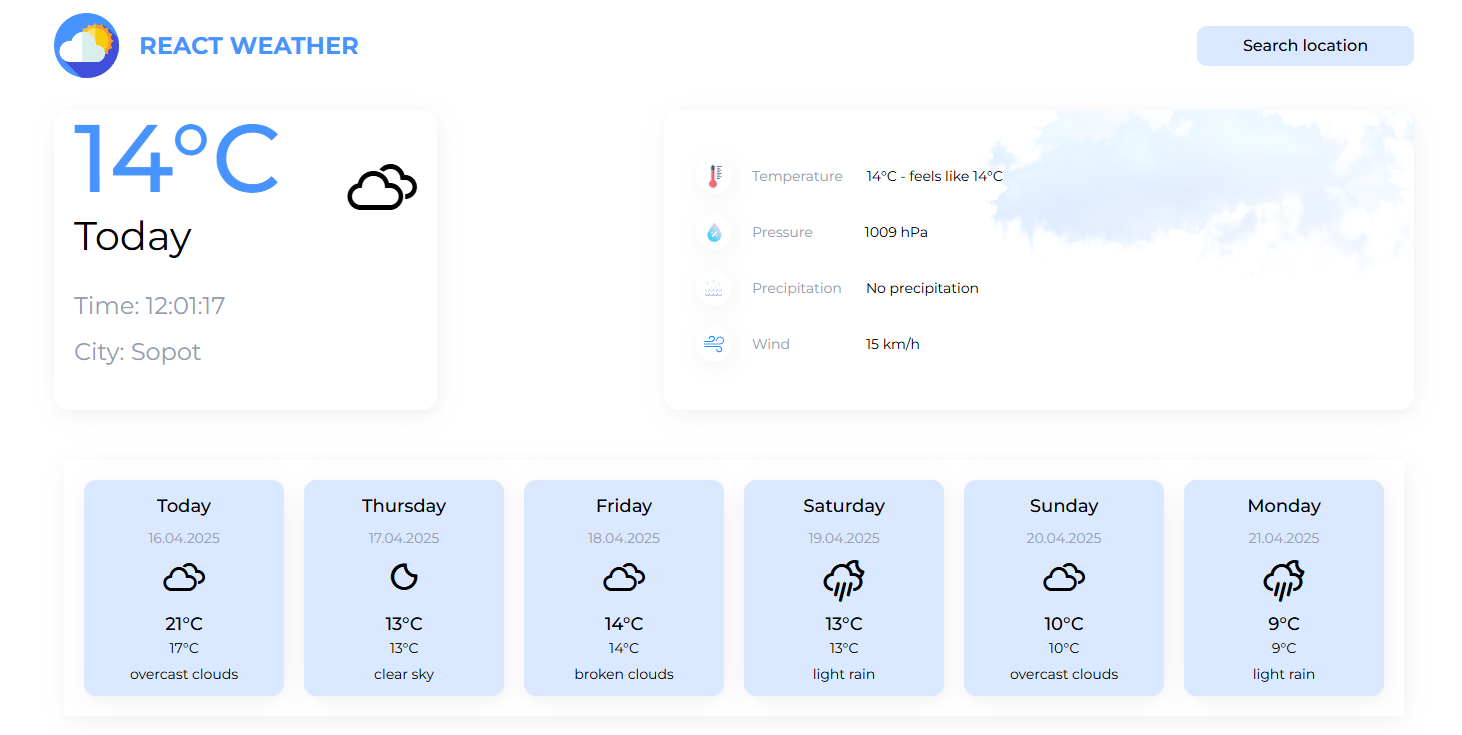 REACT WEATHER
Search location
14°C
Today
Time: 12:01:17
City: Sopot
Temperature 14°C - feels like 14°C
Pressure 1009 hPa
Precipitation No precipitation
Wind 15 km/h
Today
16.04.2025
21°C
17°C
overcast clouds
Thursday
17.04.2025
13°C
13°C
clear sky
Friday
18.04.2025
14°C
14°C
broken clouds
Saturday
19.04.2025
13°C
13°C
light rain
Sunday
20.04.2025
10°C
10°C
overcast clouds
Monday
21.04.2025
9°C
9°C
light rain